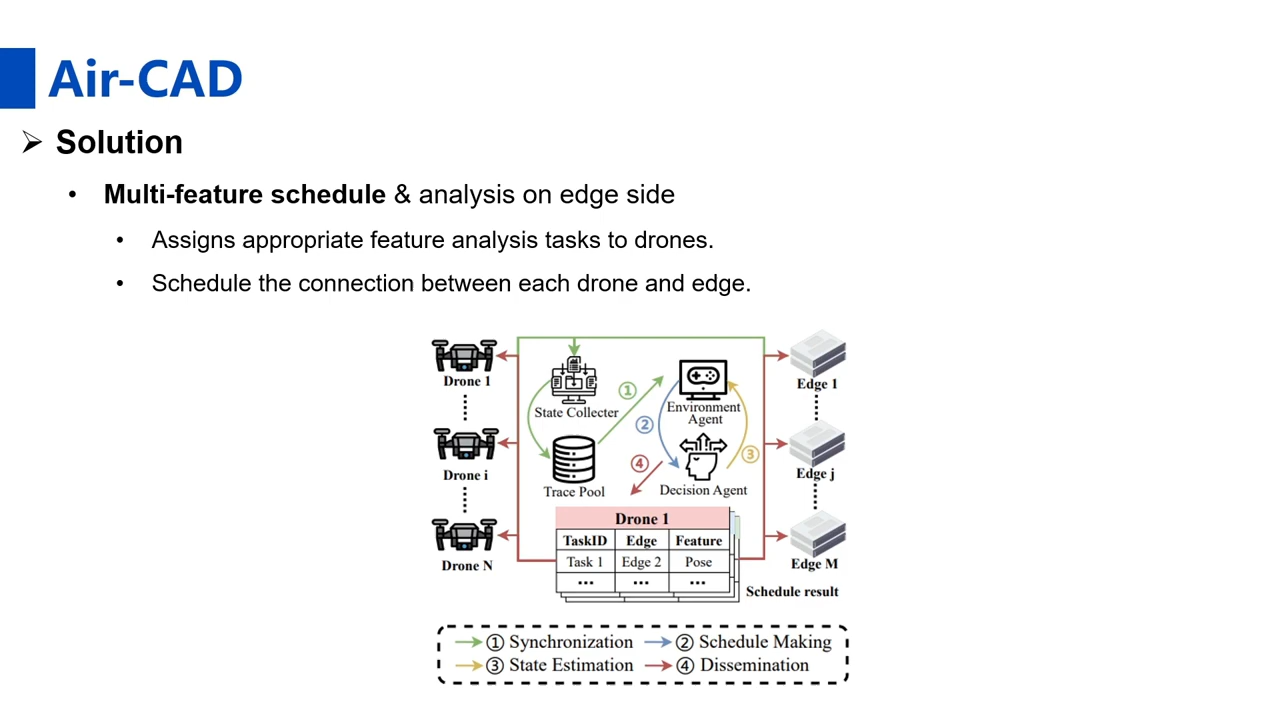 Air-CAD
Solution
Multi-feature schedule & analysis on edge side
Assigns appropriate feature analysis tasks to drones.
Schedule the connection between each drone and edge.
Drone 1
Drone i
Drone N
State Collecter
Trace Pool
①
②
③
④
Environment
Agent
Decision Agent
Edge 1
Edge j
Edge M
Drone 1
TaskID Edge Feature
Task 1 Edge 2 Pose
... ... ...
Schedule result
① Synchronization ② Schedule Making
③ State Estimation ④ Dissemination